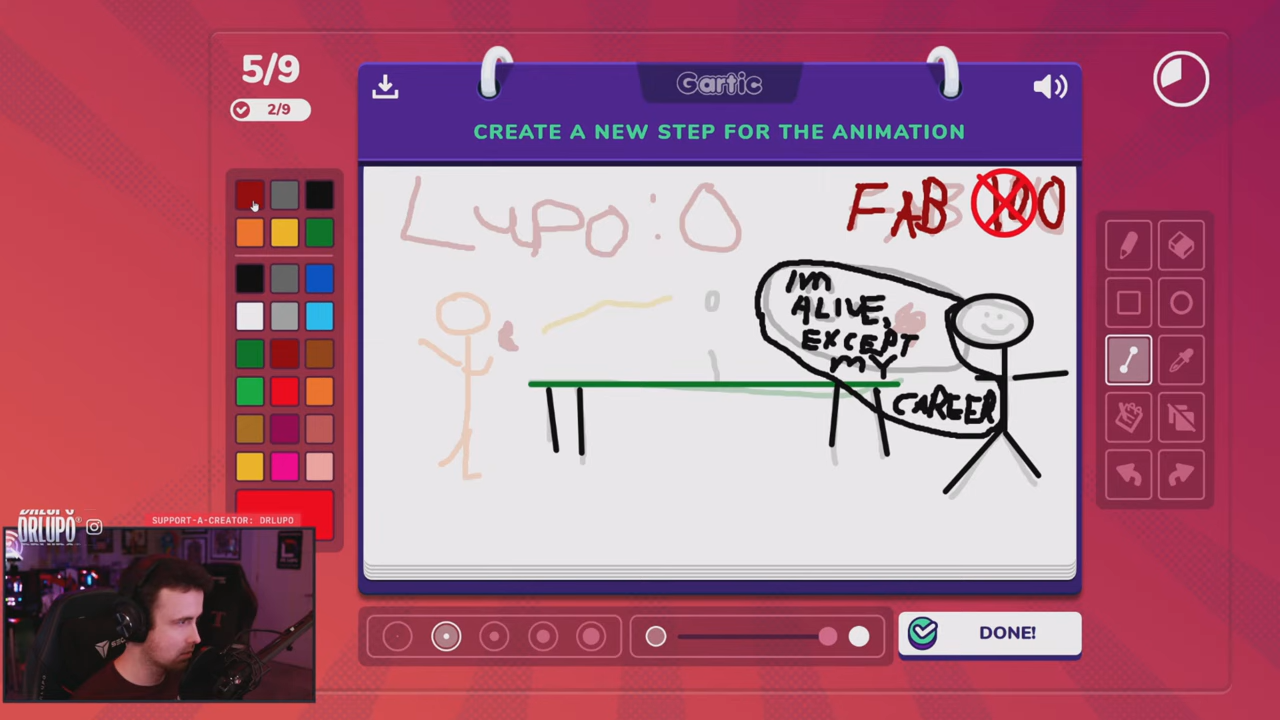 5/9
2/9
Gartic
CREATE A NEW STEP FOR THE ANIMATION
LUPO:0
FAB 100
Im
ALIVE,
EXCEPT
mY
CAREER
DRLUPO
SUPPORT-A-CREATOR: DRLUPO
DONE!